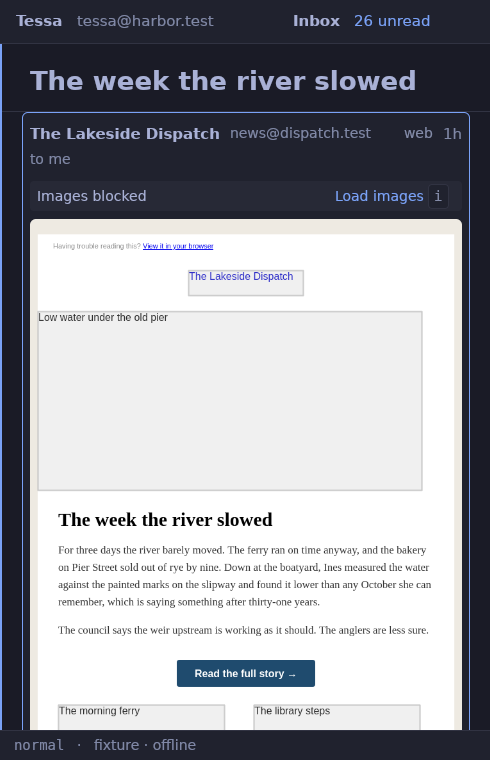 Tessa tessa@harbor.test Inbox 26 unread
The week the river slowed
The Lakeside Dispatch news@dispatch.test web 1h
to me
Images blocked Load images i
Having trouble reading this? View it in your browser
The Lakeside Dispatch
Low water under the old pier
The week the river slowed
For three days the river barely moved. The ferry ran on time anyway, and the bakery
on Pier Street sold out of rye by nine. Down at the boatyard, Ines measured the water
against the painted marks on the slipway and found it lower than any October she can
remember, which is saying something after thirty-one years.
The council says the weir upstream is working as it should. The anglers are less sure.
Read the full story →
The morning ferry The library steps
normal · fixture · offline